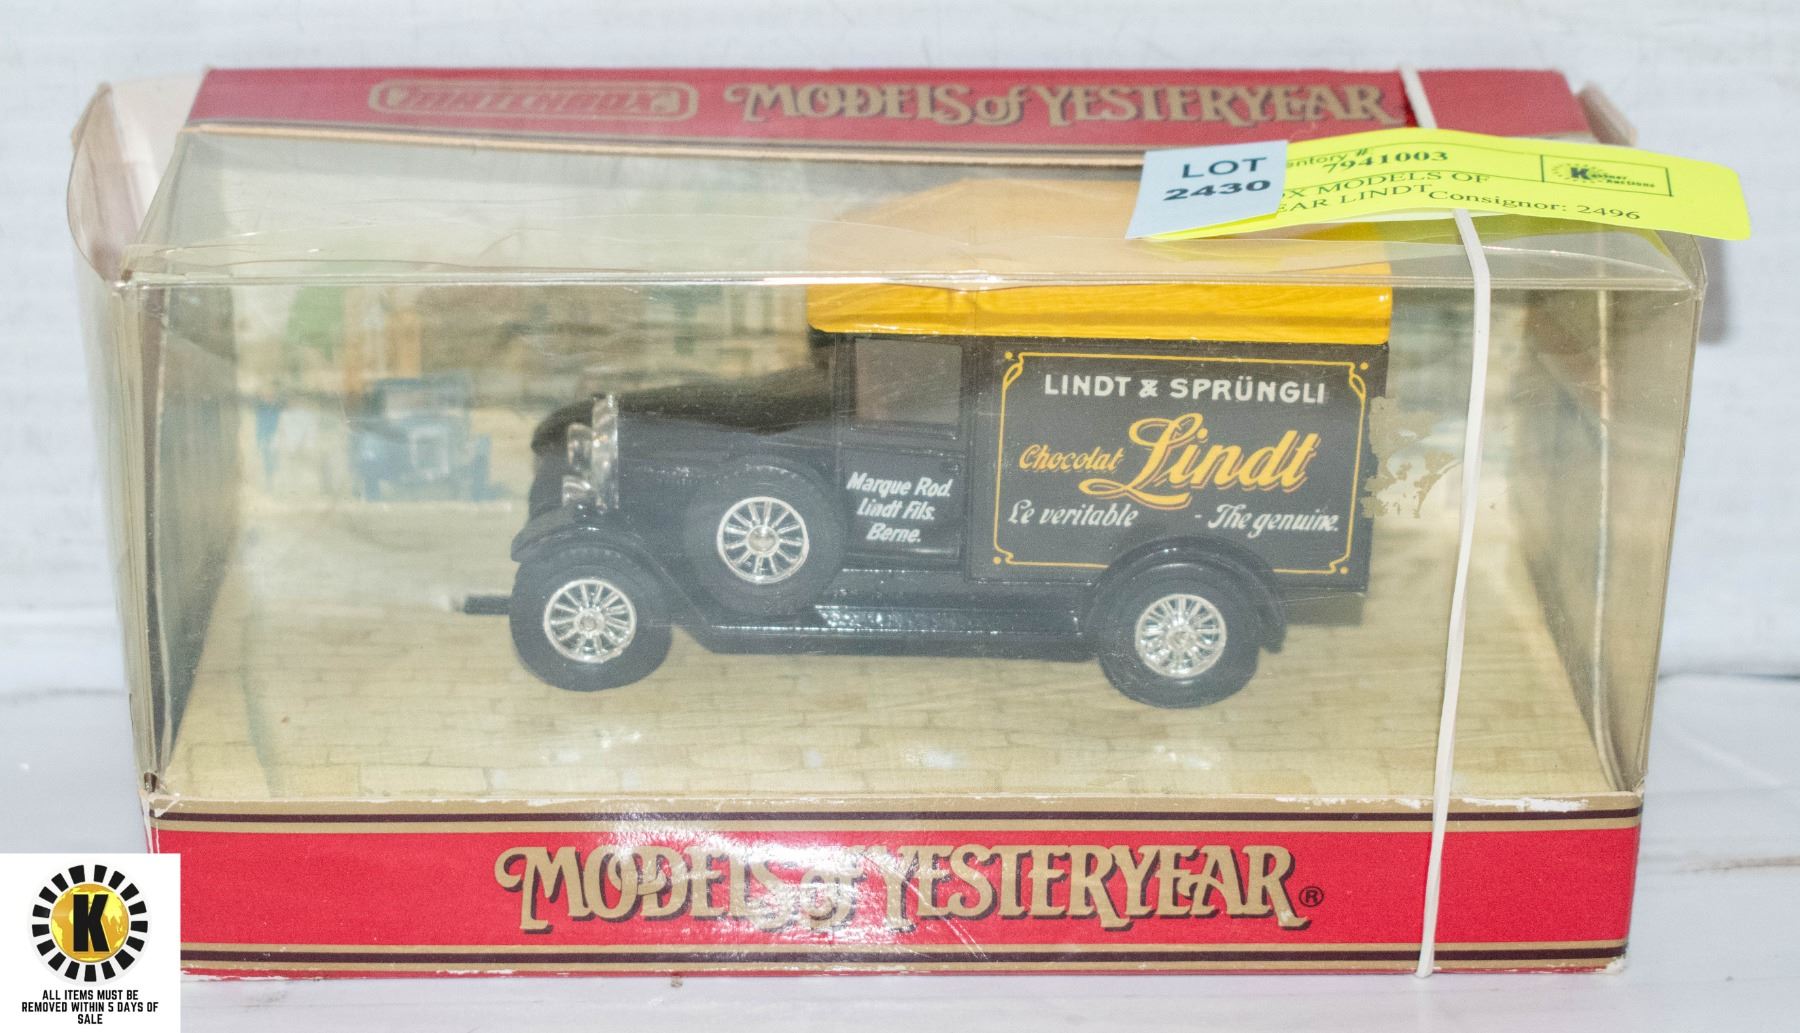 MATCHBOX MODELS of YESTERYEAR
LOT
2430
7941003
MODELS OF
LINDT
Consignor: 2496
LINDT & SPRÜNGLI
Chocolat Lindt
Le veritable - The genuine.
Marque Rod.
Lindt Fils.
Berne.
MODELS of YESTERYEAR®
K
ALL ITEMS MUST BE
REMOVED WITHIN 5 DAYS OF
SALE